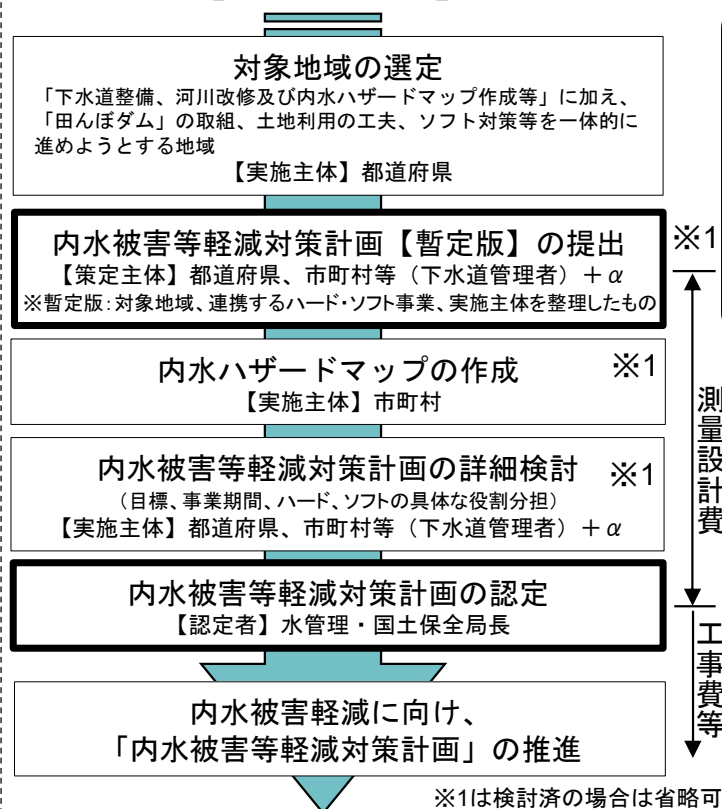 対象地域の選定
「下水道整備、河川改修及び内水ハザードマップ作成等」に加え、
「田んぼダム」の取組、土地利用の工夫、ソフト対策等を一体的に
進めようとする地域
【実施主体】都道府県
内水被害等軽減対策計画【暫定版】の提出
※1
【策定主体】都道府県、市町村等（下水道管理者）＋α
※暫定版：対象地域、連携するハード・ソフト事業、実施主体を整理したもの
内水ハザードマップの作成
※1
【実施主体】市町村
測量設計費
内水被害等軽減対策計画の詳細検討
※1
（目標、事業期間、ハード、ソフトの具体な役割分担）
【実施主体】都道府県、市町村等（下水道管理者）＋α
内水被害等軽減対策計画の認定
【認定者】水管理・国土保全局長
工事費等
内水被害軽減に向け、
「内水被害等軽減対策計画」の推進
※1は検討済の場合は省略可